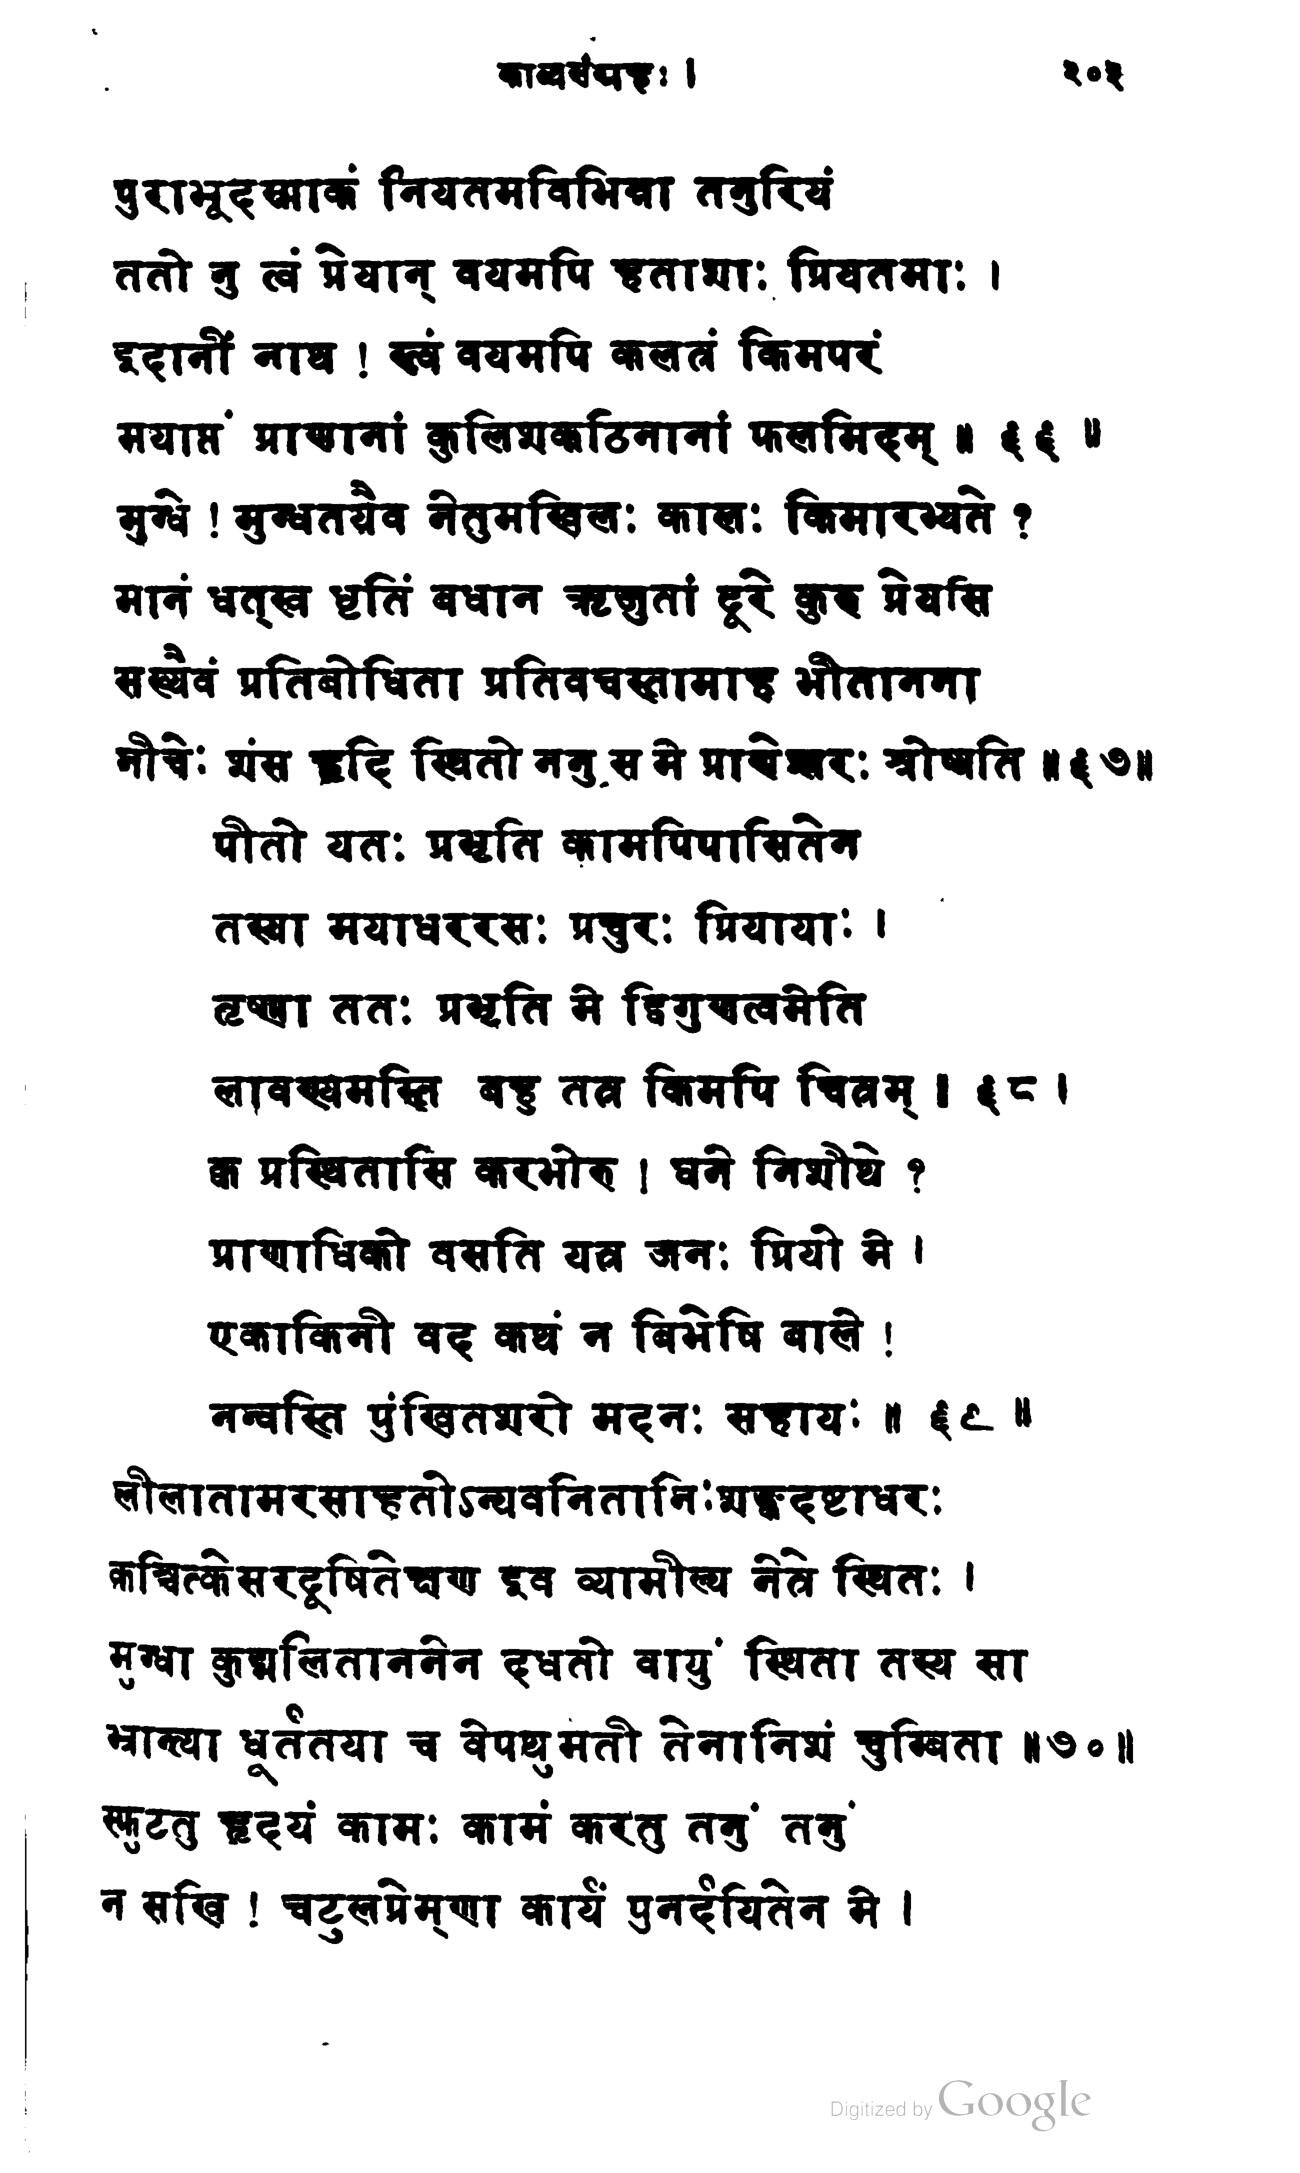 काव्यसंग्रहः । २०३
पुराभूदस्माकं नियतमविभिन्ना तनुरियं
ततो नु त्वं प्रेयान् वयमपि हताशाः प्रियतमाः ।
इदानीं नाथ ! स्त्वं वयमपि कलत्रं किमपरं
मयाप्तं प्राणानां कुलिशकठिनानां फलमिदम् ॥ ६६ ॥
मुग्धे ! मुग्धतयैव नेतुमखिलः कालः किमारभ्यते ?
मानं धत्स्व धृतिं बधान ऋजुतां दूरे कुरु प्रेयसि
सख्यैवं प्रतिबोधिता प्रतिवचस्तामाह भीतानना
नीचैः शंस हृदि स्थितो ननु स मे प्राणेश्वरः श्रोष्यति ॥६७॥
पीतो यतः प्रभृति कामपिपासितेन
तस्या मयाधररसः प्रचुरः प्रियायाः ।
तृष्णा ततः प्रभृति मे द्विगुणत्वमेति
लावण्यमस्ति बहु तत्र किमपि चित्रम् ॥ ६८ ।
क्व प्रस्थितासि करभोरु ! घने निशीथे ?
प्राणाधिको वसति यत्र जनः प्रियो मे ।
एकाकिनी वद कथं न बिभेषि बाले !
नन्वस्ति पुंखितशरो मदनः सहायः ॥ ६९ ॥
लीलातामरसाहतोऽन्यवनितानिःशङ्कदष्टाधरः
कश्चित्केसरदूषितेक्षण इव व्यामील्य नेत्रे स्थितः ।
मुग्धा कुद्मलिताननेन दधती वायुं स्थिता तस्य सा
भ्रान्त्या धूर्ततया च वेपथुमती तेनानिशं चुम्बिता ॥७०॥
स्फुटतु हृदयं कामः कामं करतु तनुं तनुं
न सखि ! चटुलप्रेम्णा कार्यं पुनर्दयितेन मे ।
Digitized by Google